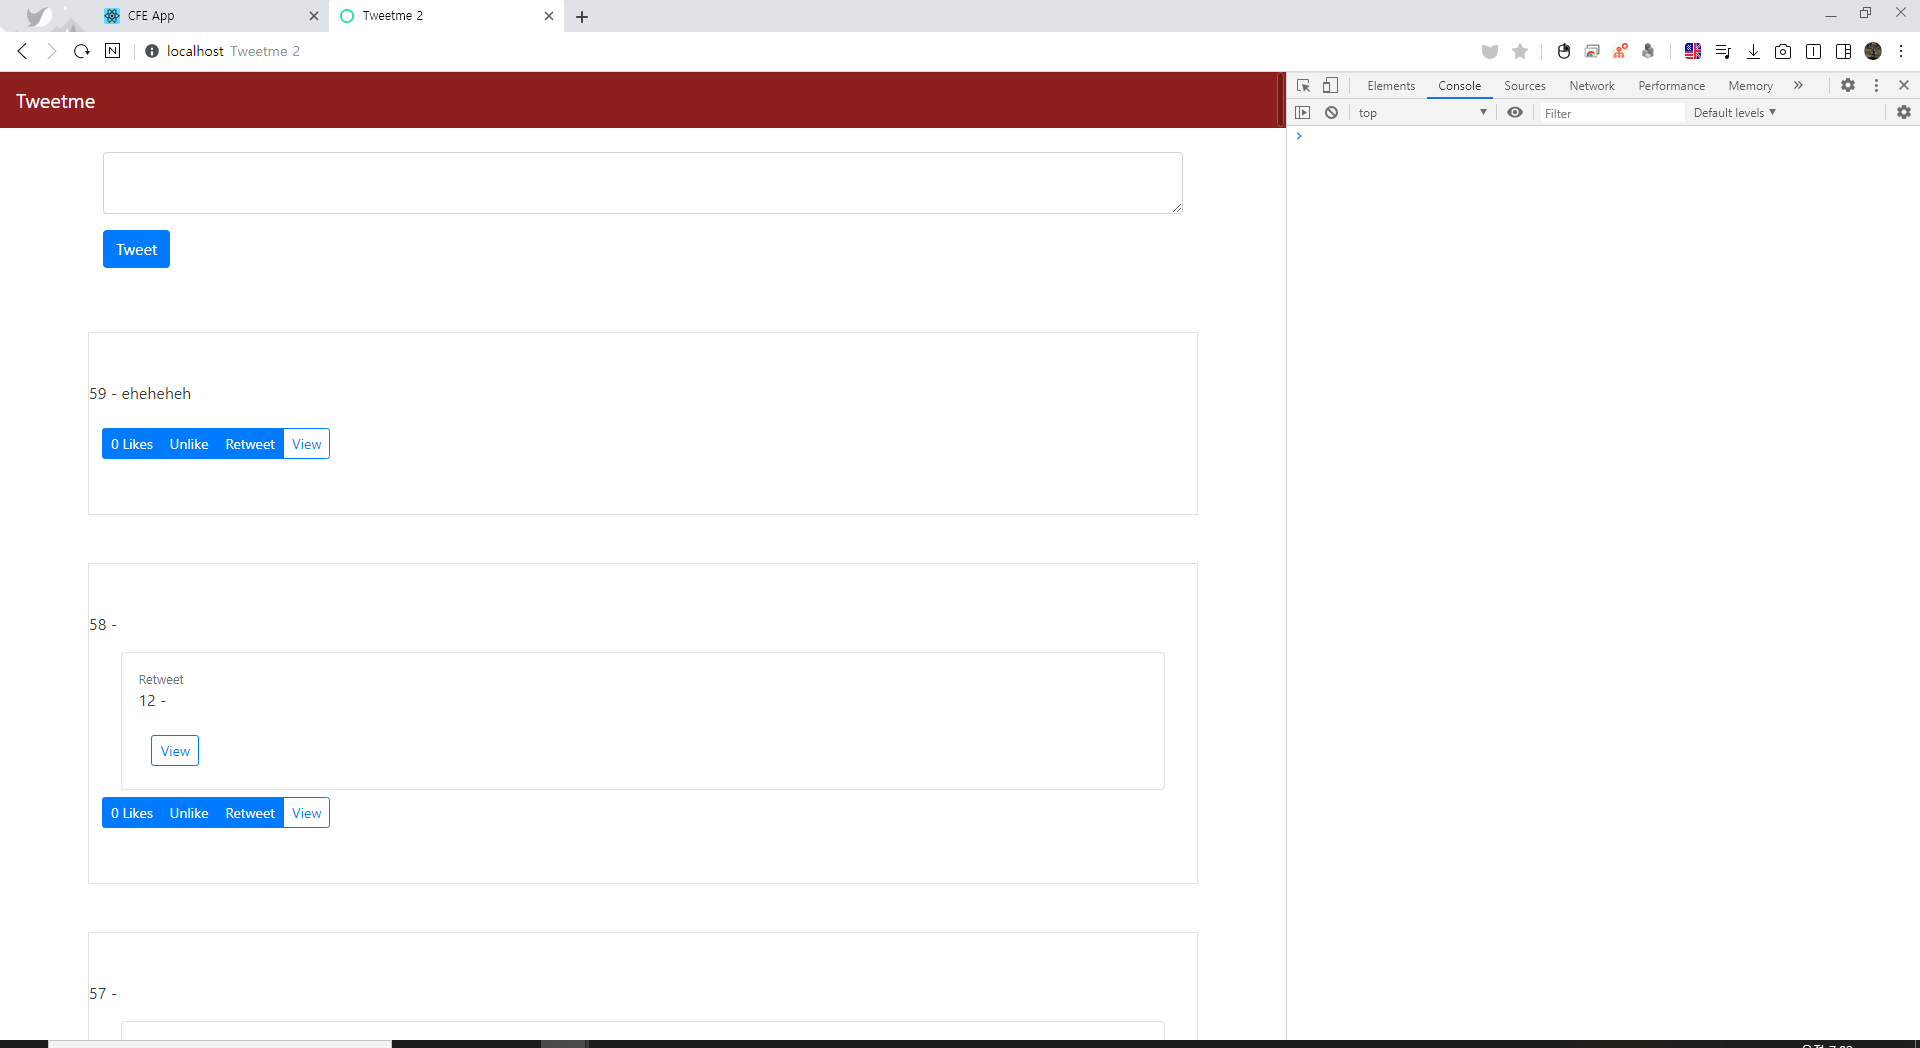 CFE App
Tweetme 2
N
localhost Tweetme 2
Tweetme
Tweet
59 - eheheheh
0 Likes Unlike Retweet View
58 -
Retweet
12 -
View
0 Likes Unlike Retweet View
57 -
Elements Console Sources Network Performance Memory
top Filter Default levels